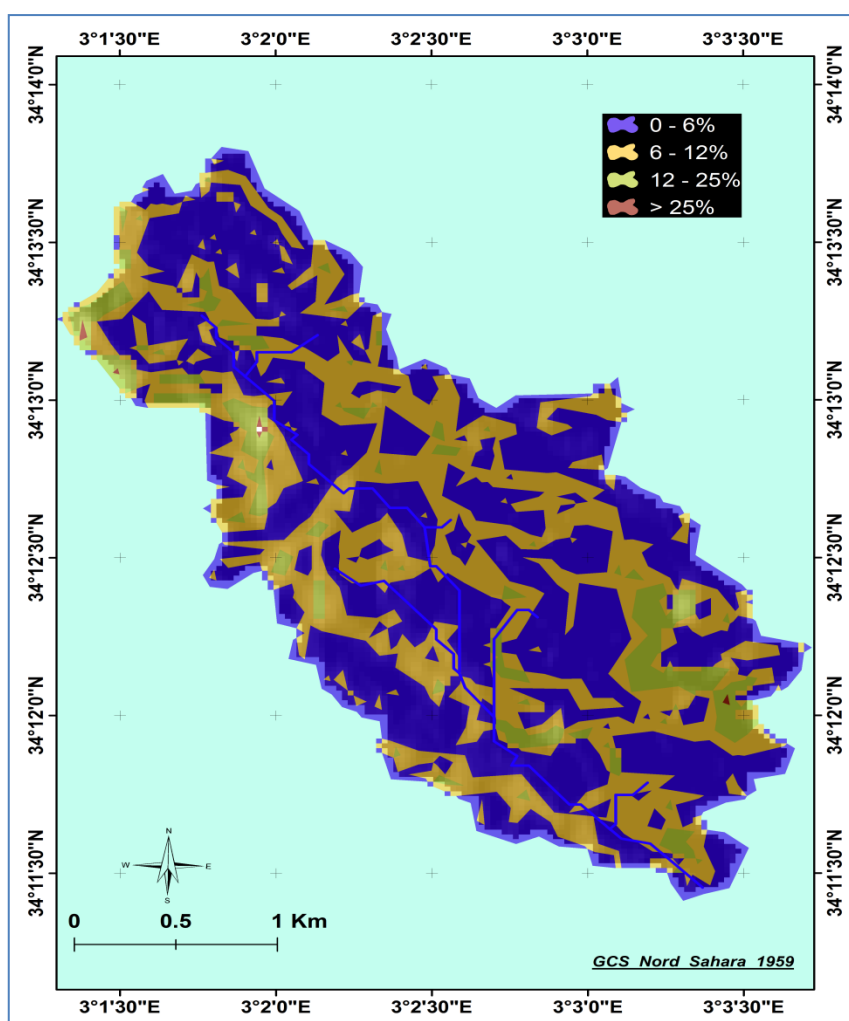 3°1'30"E 3°2'0"E 3°2'30"E 3°3'0"E 3°3'30"E
34°14'0"N 34°14'0"N
0 - 6%
6 - 12%
12 - 25%
> 25%
34°13'30"N 34°13'30"N
34°13'0"N 34°13'0"N
34°12'30"N 34°12'30"N
34°12'0"N 34°12'0"N
34°11'30"N 34°11'30"N
N
W E
S
0 0.5 1 Km
GCS Nord Sahara 1959
3°1'30"E 3°2'0"E 3°2'30"E 3°3'0"E 3°3'30"E